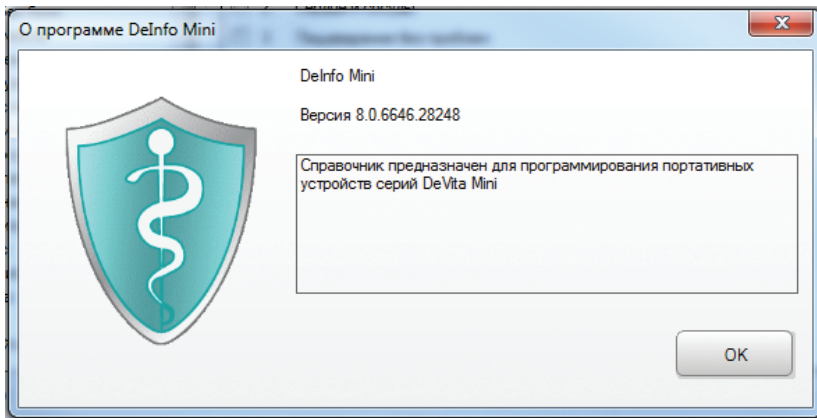 О программе DeInfo Mini
DeInfo Mini
Версия 8.0.6646.28248
Справочник предназначен для программирования портативных
устройств серий DeVita Mini
OK